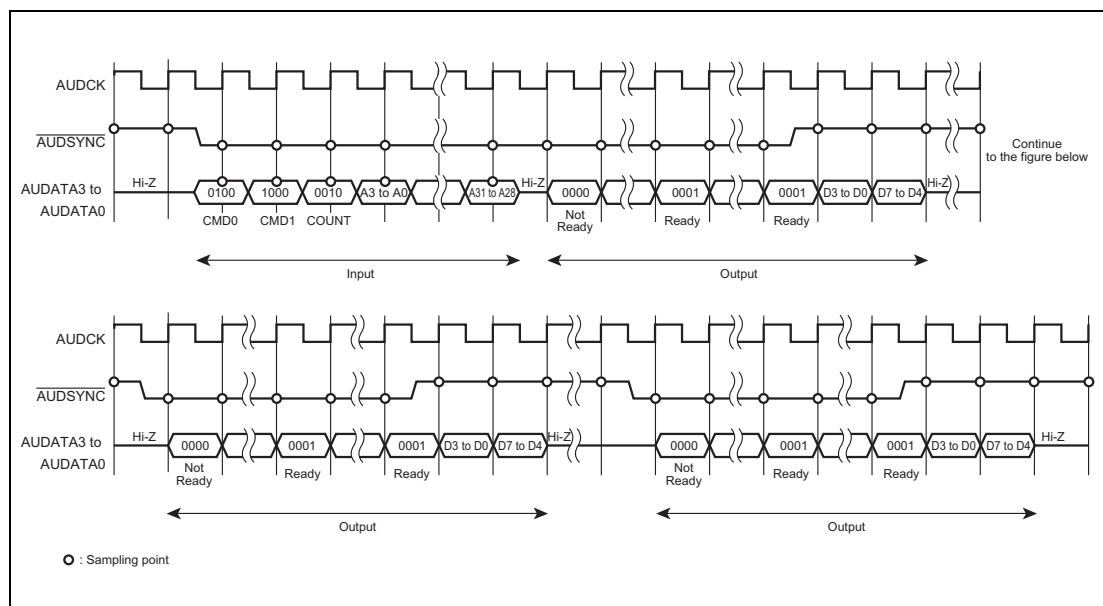 AUDCK
AUDSYNC
Continue
to the figure below
AUDATA3 to
AUDATA0
Hi-Z 0100 1000 0010 A3 to A0 A31 to A28 Hi-Z 0000 0001 0001 D3 to D0 D7 to D4 Hi-Z
CMD0 CMD1 COUNT Not Ready Ready Ready
Input Output
AUDCK
AUDSYNC
AUDATA3 to
AUDATA0
Hi-Z 0000 0001 0001 D3 to D0 D7 to D4 Hi-Z 0000 0001 0001 D3 to D0 D7 to D4 Hi-Z
Not Ready Ready Ready Not Ready Ready Ready
Output Output
: Sampling point